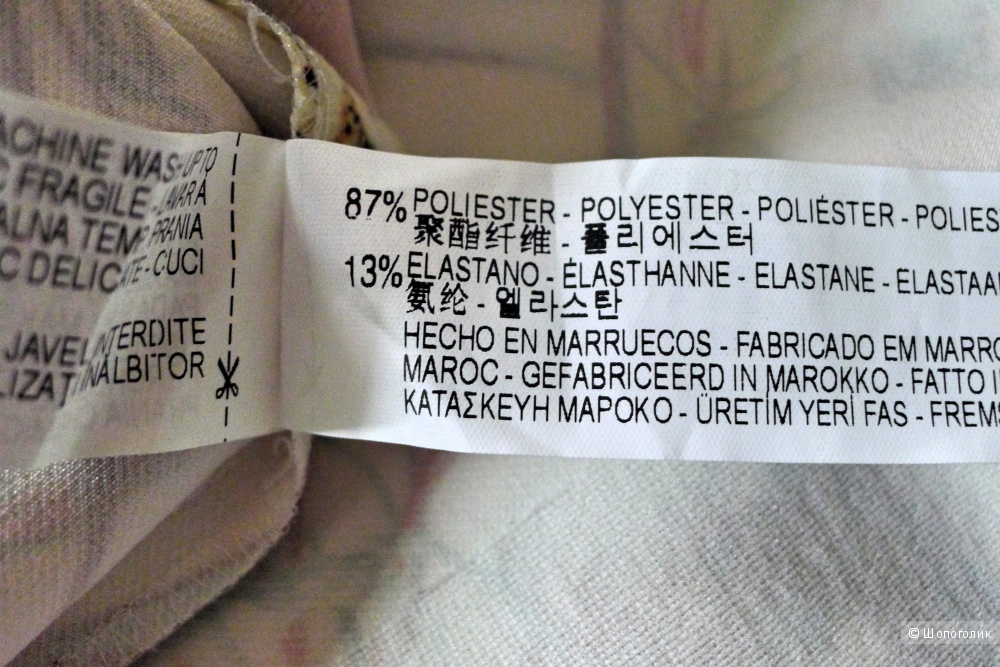 ACHINE WASH UP TO
C FRAGILE - LAVARA
ALNA TEMP PRANIA
C DELICATE - CUCI
JAVEL INTERDITE
INALBITOR
87% POLIESTER - POLYESTER - POLIÉSTER - POLIES
聚酯纤维 - 폴리에스터
13% ELASTANO - ÉLASTHANNE - ELASTANE - ELASTAA
氨纶 - 엘라스탄
HECHO EN MARRUECOS - FABRICADO EM MARRO
MAROC - GEFABRICEERD IN MAROKKO - FATTO I
ΚΑΤΑΣΚΕΥΗ ΜΑΡΟΚΟ - ÜRETİM YERİ FAS - FREMS
© Шопоголик